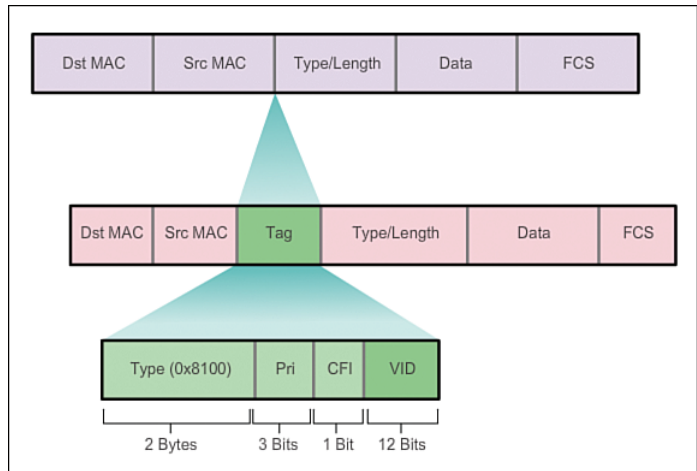 Dst MAC Src MAC Type/Length Data FCS
Dst MAC Src MAC Tag Type/Length Data FCS
Type (0x8100) Pri CFI VID
2 Bytes 3 Bits 1 Bit 12 Bits